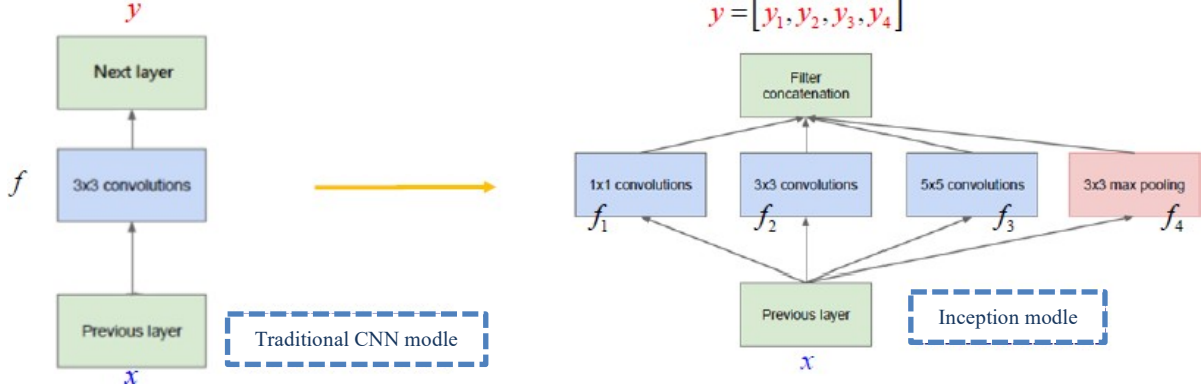 y
Next layer
f
3x3 convolutions
Previous layer
x
Traditional CNN modle
y = [y₁, y₂, y₃, y₄]
Filter
concatenation
1x1 convolutions
f₁
3x3 convolutions
f₂
5x5 convolutions
f₃
3x3 max pooling
f₄
Previous layer
x
Inception modle